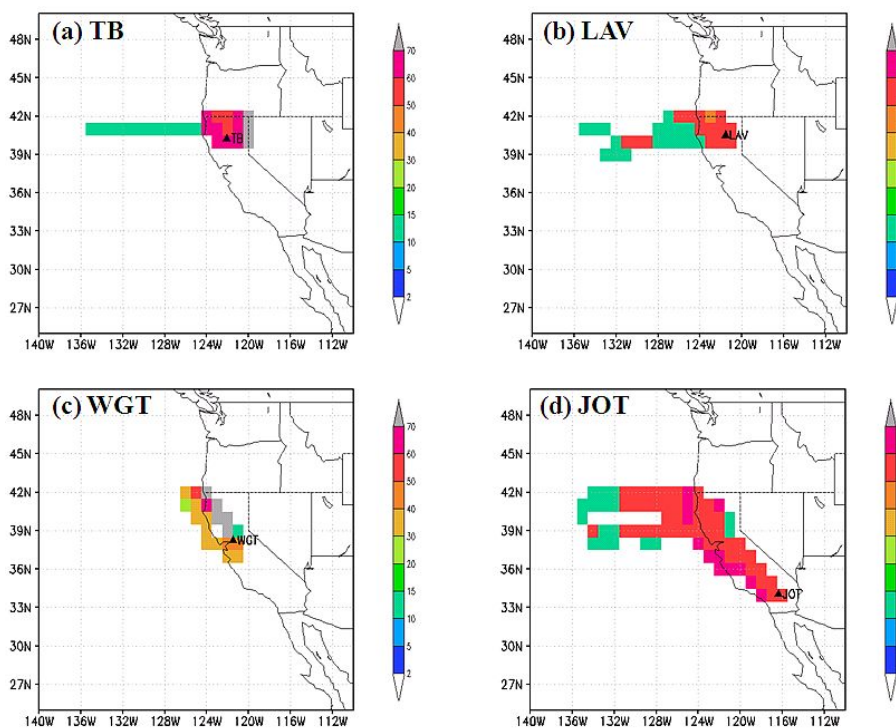 (a) TB
48N
45N
42N
39N
36N
33N
30N
27N
140W 136W 132W 128W 124W 120W 116W 112W
TB
70
60
50
40
30
20
15
10
5
2
(b) LAV
48N
45N
42N
39N
36N
33N
30N
27N
140W 136W 132W 128W 124W 120W 116W 112W
LAV
(c) WGT
48N
45N
42N
39N
36N
33N
30N
27N
140W 136W 132W 128W 124W 120W 116W 112W
WGT
70
60
50
40
30
20
15
10
5
2
(d) JOT
48N
45N
42N
39N
36N
33N
30N
27N
140W 136W 132W 128W 124W 120W 116W 112W
JOT